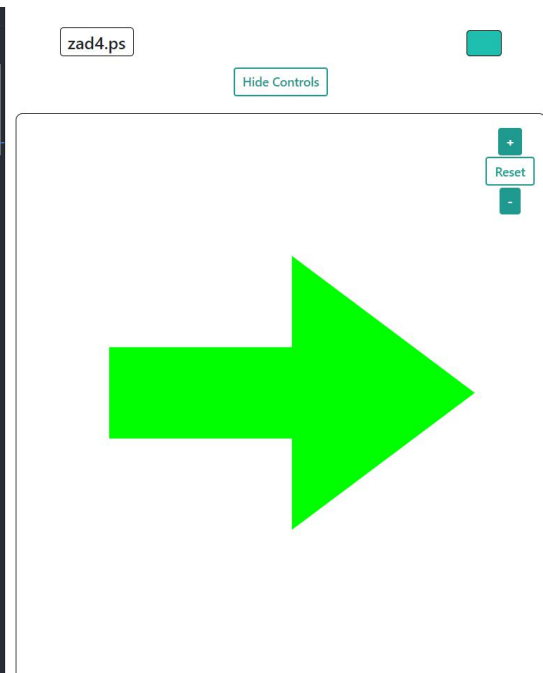 zad4.ps
Hide Controls
+
Reset
-